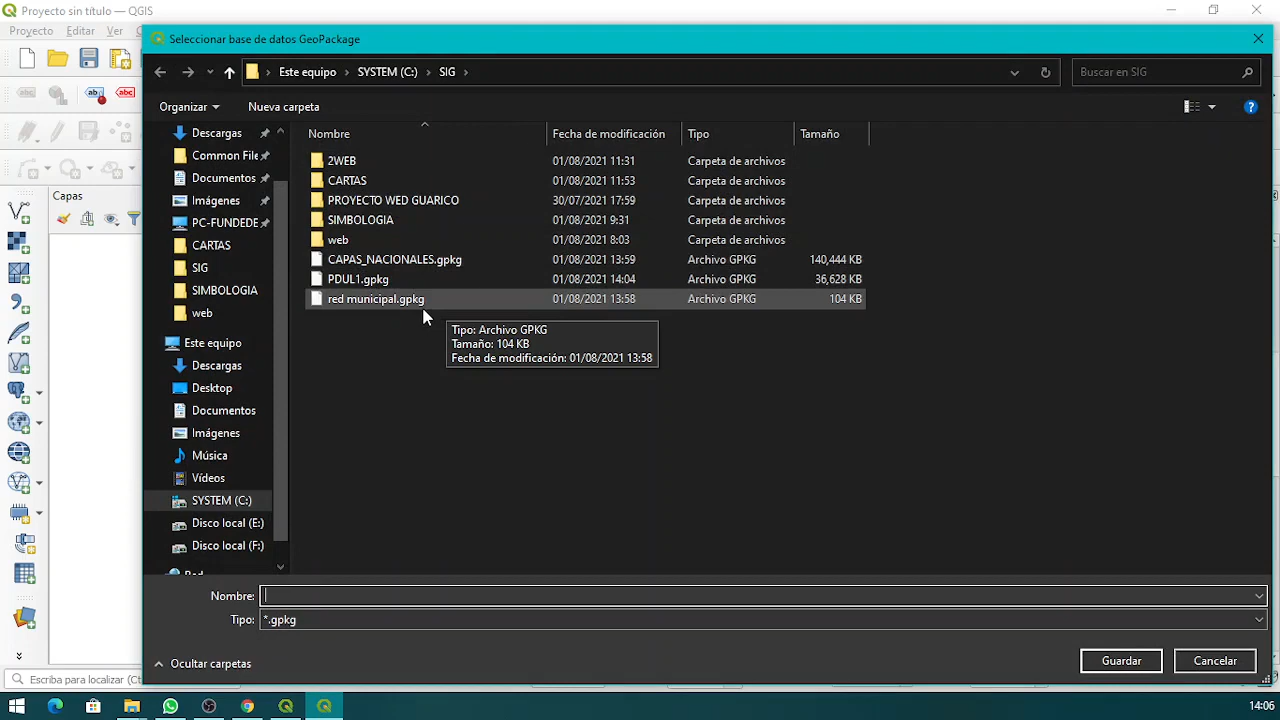 Proyecto sin título — QGIS
Proyecto Editar Ver
Seleccionar base de datos GeoPackage
Este equipo > SYSTEM (C:) > SIG >
Buscar en SIG
Organizar Nueva carpeta
Nombre Fecha de modificación Tipo Tamaño
2WEB 01/08/2021 11:31 Carpeta de archivos
CARTAS 01/08/2021 11:53 Carpeta de archivos
PROYECTO WED GUARICO 30/07/2021 17:59 Carpeta de archivos
SIMBOLOGIA 01/08/2021 9:31 Carpeta de archivos
web 01/08/2021 8:03 Carpeta de archivos
CAPAS_NACIONALES.gpkg 01/08/2021 13:59 Archivo GPKG 140,444 KB
PDUL1.gpkg 01/08/2021 14:04 Archivo GPKG 36,628 KB
red municipal.gpkg 01/08/2021 13:58 Archivo GPKG 104 KB
Tipo: Archivo GPKG
Tamaño: 104 KB
Fecha de modificación: 01/08/2021 13:58
Descargas
Common File
Documentos
Imágenes
PC-FUNDEDE
CARTAS
SIG
SIMBOLOGIA
web
Este equipo
Descargas
Desktop
Documentos
Imágenes
Música
Vídeos
SYSTEM (C:)
Disco local (E:)
Disco local (F:)
abc abc
Capas
Nombre:
Tipo: *.gpkg
Ocultar carpetas
Guardar Cancelar
Escriba para localizar (Ct
14:06